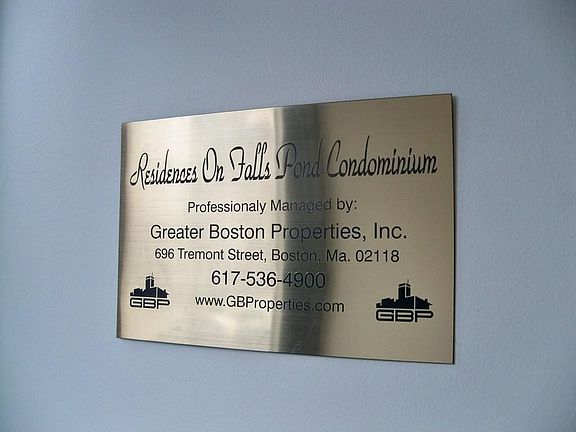 Residences On Falls Pond Condominium
Professionaly Managed by:
Greater Boston Properties, Inc.
696 Tremont Street, Boston, Ma. 02118
617-536-4900
www.GBProperties.com
GBP
GBP